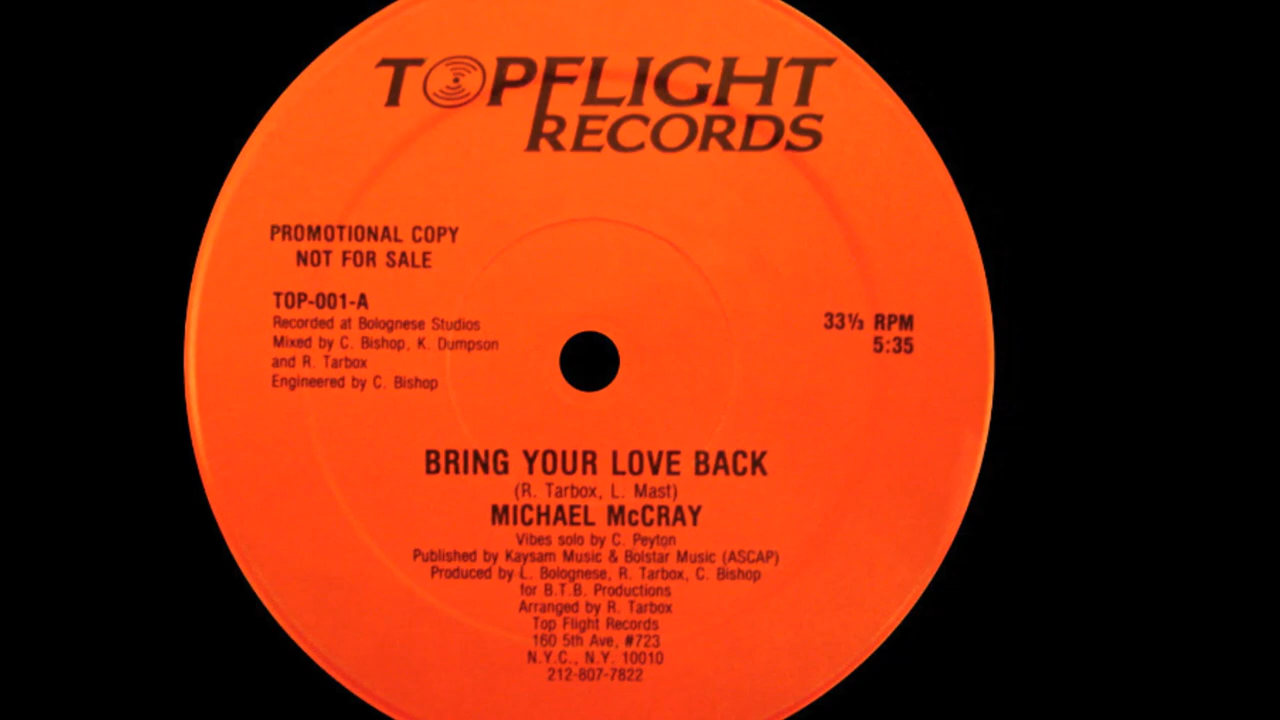 TOPFLIGHT
RECORDS
PROMOTIONAL COPY
NOT FOR SALE
TOP-001-A
Recorded at Bolognese Studios
Mixed by C. Bishop, K. Dumpson
and R. Tarbox
Engineered by C. Bishop
33⅓ RPM
5:35
BRING YOUR LOVE BACK
(R. Tarbox, L. Mast)
MICHAEL McCRAY
Vibes solo by C. Peyton
Published by Kaysam Music & Bolstar Music (ASCAP)
Produced by L. Bolognese, R. Tarbox, C. Bishop
for B.T.B. Productions
Arranged by R. Tarbox
Top Flight Records
160 5th Ave, #723
N.Y.C., N.Y. 10010
212-807-7822